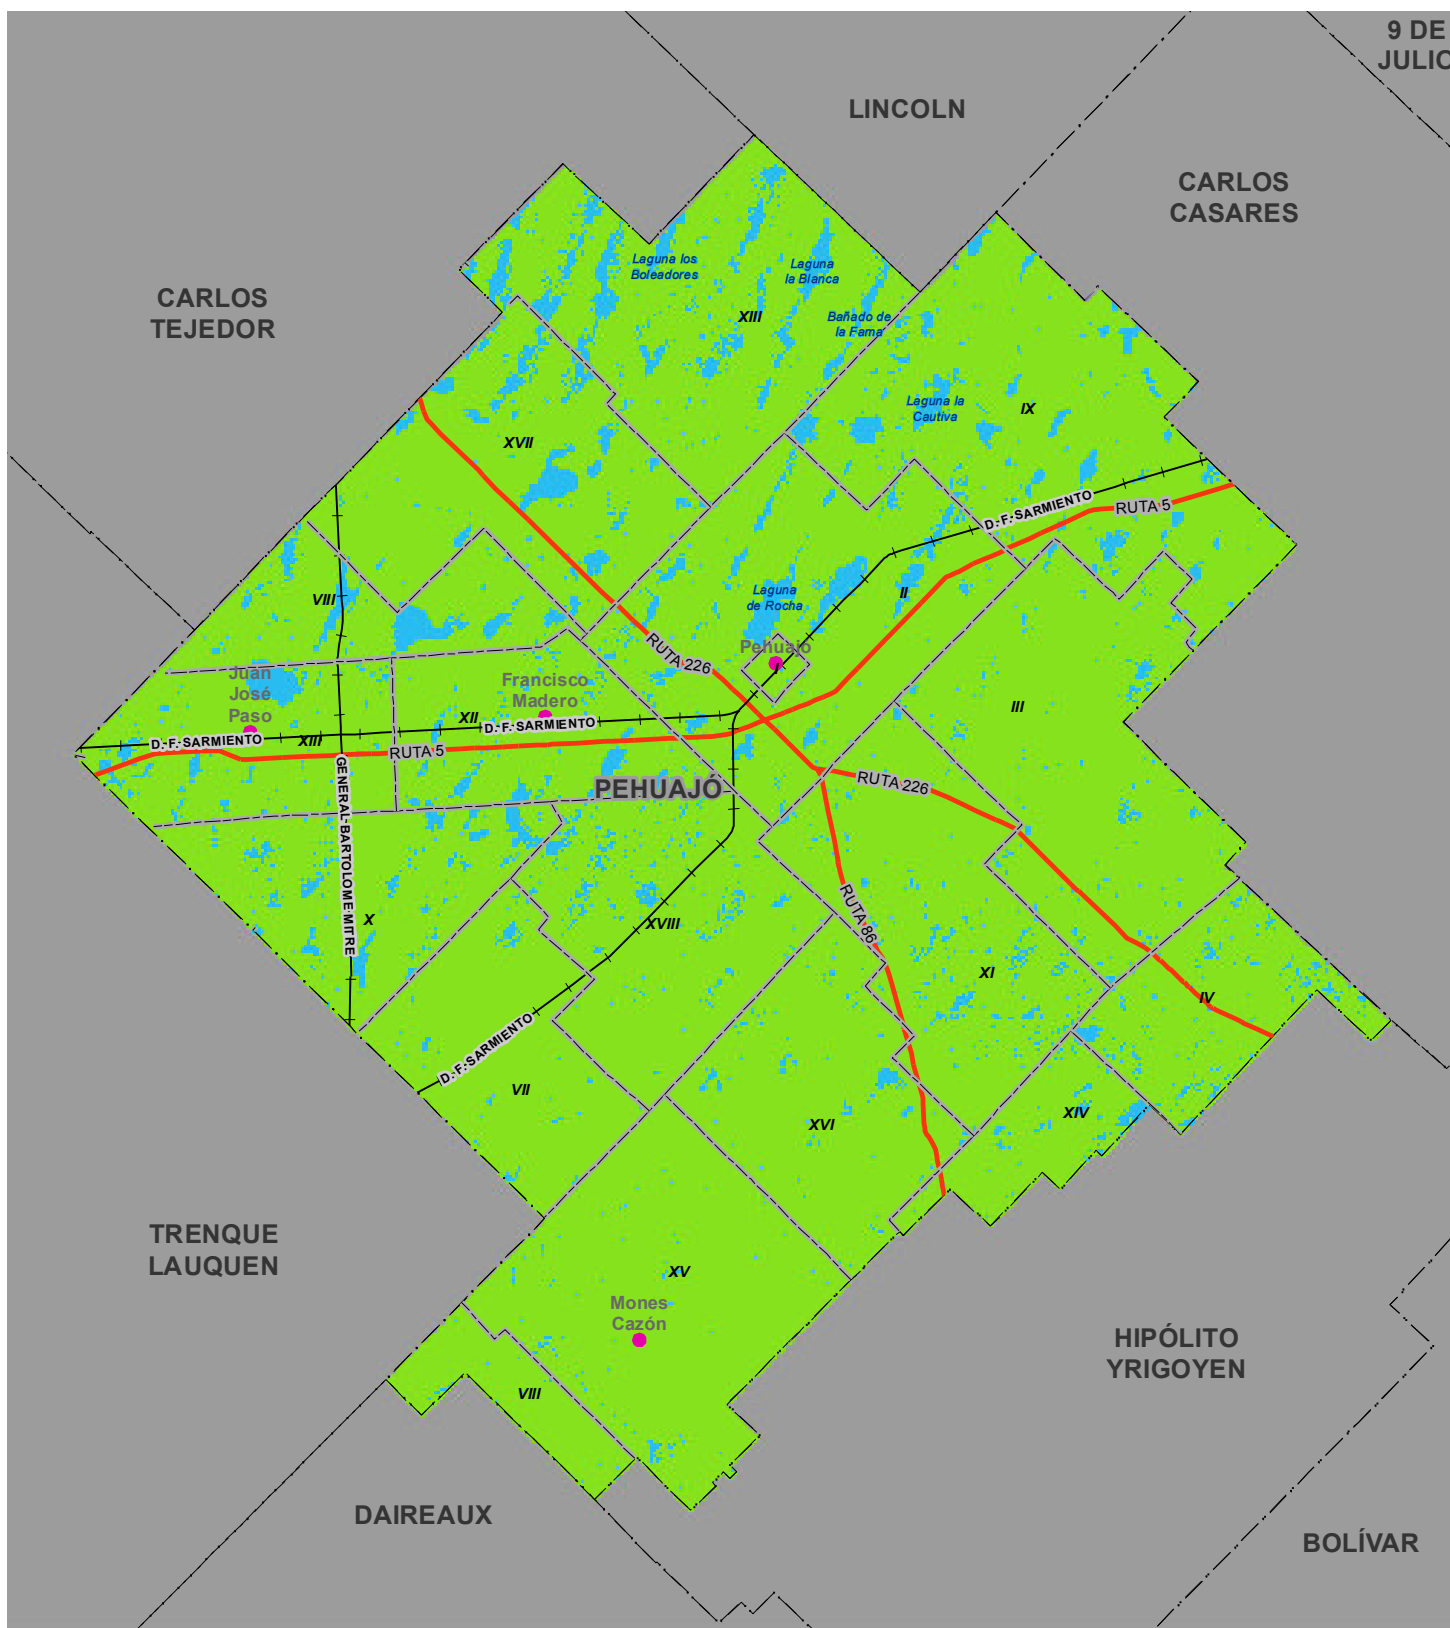 9 DE
JULIO
LINCOLN
CARLOS
CASARES
CARLOS
TEJEDOR
Laguna los
Boleadores
Laguna
la Blanca
XIII
Bañado de
la Fama
Laguna la
Cautiva
IX
XVII
D.-F.-SARMIENTO
RUTA 5
VIII
Laguna
de Rocha
II
RUTA 226
Pehuajo
I
Juan
José
Paso
Francisco
Madero
III
XII
D.-F.-SARMIENTO
D.-F.-SARMIENTO
XIII
RUTA 5
PEHUAJÓ
RUTA 226
GENERAL-BARTOLOME-MITRE
X
XVIII
RUTA 86
XI
IV
D.-F.-SARMIENTO
VII
XVI
XIV
TRENQUE
LAUQUEN
XV
Mones
Cazón
HIPÓLITO
YRIGOYEN
VIII
DAIREAUX
BOLÍVAR